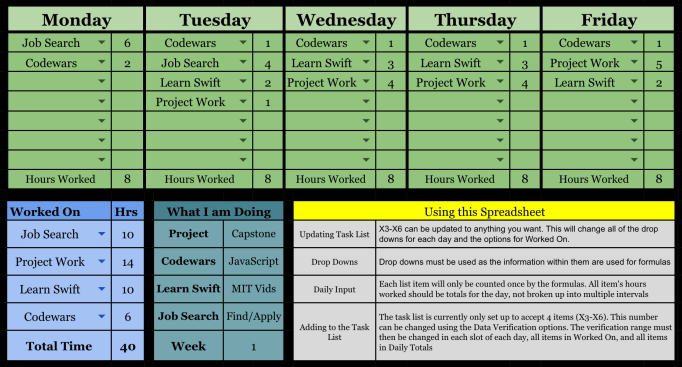 Monday Tuesday Wednesday Thursday Friday
Job Search 6 Codewars 1 Codewars 1 Codewars 1 Codewars 1
Codewars 2 Job Search 4 Learn Swift 3 Learn Swift 3 Project Work 5
Learn Swift 2 Project Work 4 Project Work 4 Learn Swift 2
Project Work 1
Hours Worked 8 Hours Worked 8 Hours Worked 8 Hours Worked 8 Hours Worked 8
Worked On Hrs
Job Search 10
Project Work 14
Learn Swift 10
Codewars 6
Total Time 40
What I am Doing
Project Capstone
Codewars JavaScript
Learn Swift MIT Vids
Job Search Find/Apply
Week 1
Using this Spreadsheet
Updating Task List
X3-X6 can be updated to anything you want. This will change all of the drop
downs for each day and the options for Worked On.
Drop Downs
Drop downs must be used as the information within them are used for formulas
Daily Input
Each list item will only be counted once by the formulas. All item's hours
worked should be totals for the day, not broken up into multiple intervals
Adding to the Task
List
The task list is currently only set up to accept 4 items (X3-X6). This number
can be changed using the Data Verification options. The verification range must
then be changed in each slot of each day, all items in Worked On, and all items
in Daily Totals